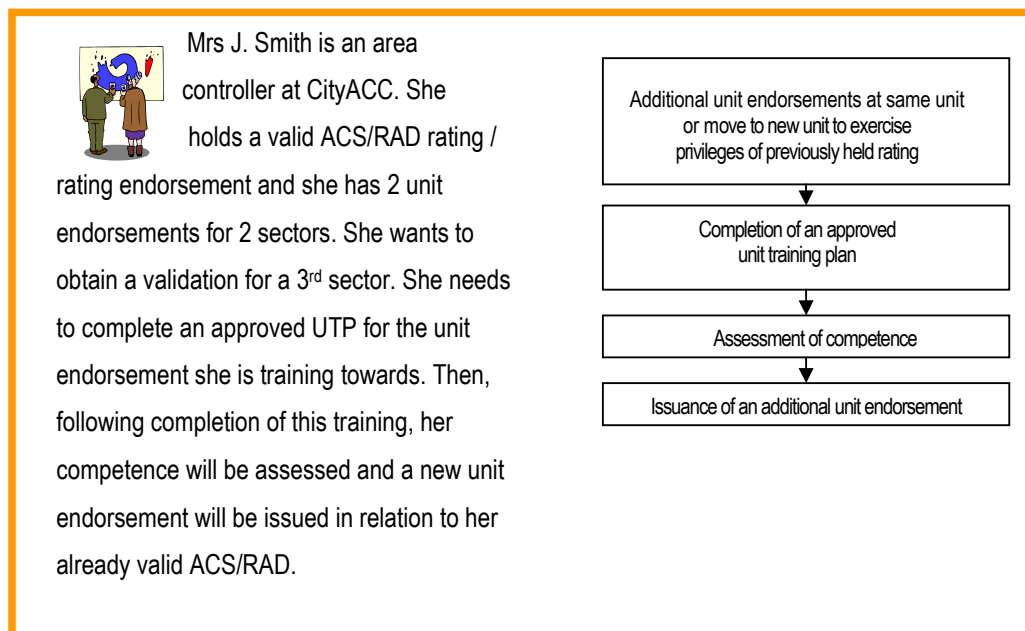 Mrs J. Smith is an area
controller at CityACC. She
holds a valid ACS/RAD rating /
rating endorsement and she has 2 unit
endorsements for 2 sectors. She wants to
obtain a validation for a 3rd sector. She needs
to complete an approved UTP for the unit
endorsement she is training towards. Then,
following completion of this training, her
competence will be assessed and a new unit
endorsement will be issued in relation to her
already valid ACS/RAD.
Additional unit endorsements at same unit
or move to new unit to exercise
privileges of previously held rating
Completion of an approved
unit training plan
Assessment of competence
Issuance of an additional unit endorsement